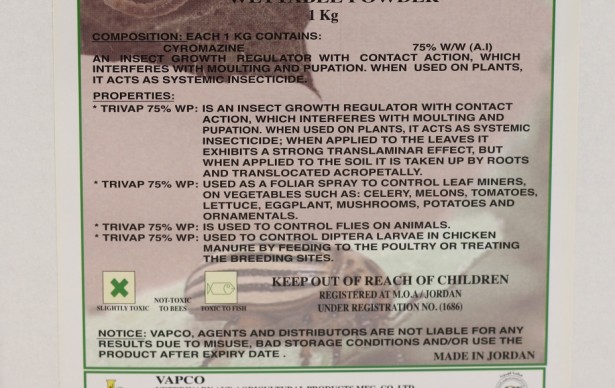 WETTABLE POWDER
1 Kg
COMPOSITION: EACH 1 KG CONTAINS:
CYROMAZINE 75% W/W (A.I)
AN INSECT GROWTH REGULATOR WITH CONTACT ACTION, WHICH
INTERFERES WITH MOULTING AND PUPATION. WHEN USED ON PLANTS,
IT ACTS AS SYSTEMIC INSECTICIDE.
PROPERTIES:
* TRIVAP 75% WP: IS AN INSECT GROWTH REGULATOR WITH CONTACT
ACTION, WHICH INTERFERES WITH MOULTING AND
PUPATION. WHEN USED ON PLANTS, IT ACTS AS SYSTEMIC
INSECTICIDE; WHEN APPLIED TO THE LEAVES IT
EXHIBITS A STRONG TRANSLAMINAR EFFECT, BUT
WHEN APPLIED TO THE SOIL IT IS TAKEN UP BY ROOTS
AND TRANSLOCATED ACROPETALLY.
* TRIVAP 75% WP: USED AS A FOLIAR SPRAY TO CONTROL LEAF MINERS,
ON VEGETABLES SUCH AS: CELERY, MELONS, TOMATOES,
LETTUCE, EGGPLANT, MUSHROOMS, POTATOES AND
ORNAMENTALS.
* TRIVAP 75% WP: IS USED TO CONTROL FLIES ON ANIMALS.
* TRIVAP 75% WP: USED TO CONTROL DIPTERA LARVAE IN CHICKEN
MANURE BY FEEDING TO THE POULTRY OR TREATING
THE BREEDING SITES.
KEEP OUT OF REACH OF CHILDREN
REGISTERED AT M.O.A / JORDAN
UNDER REGISTRATION NO. (1686)
SLIGHTLY TOXIC
NOT-TOXIC
TO BEES
TOXIC TO FISH
NOTICE: VAPCO, AGENTS AND DISTRIBUTORS ARE NOT LIABLE FOR ANY
RESULTS DUE TO MISUSE, BAD STORAGE CONDITIONS AND/OR USE THE
PRODUCT AFTER EXPIRY DATE .
MADE IN JORDAN
VAPCO
VETERINARY AND AGRICULTURAL PRODUCTS MFG. CO. LTD.